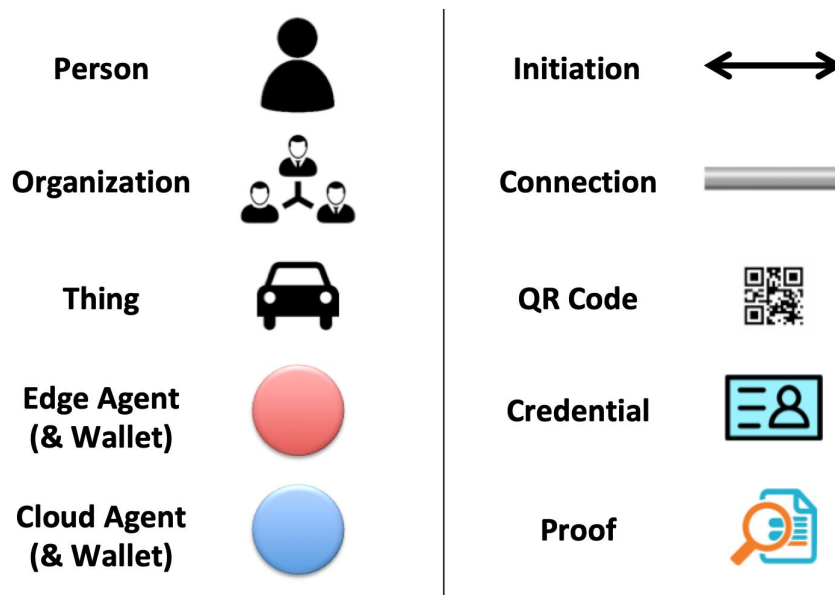 Person
Organization
Thing
Edge Agent
(& Wallet)
Cloud Agent
(& Wallet)
Initiation
Connection
QR Code
Credential
Proof